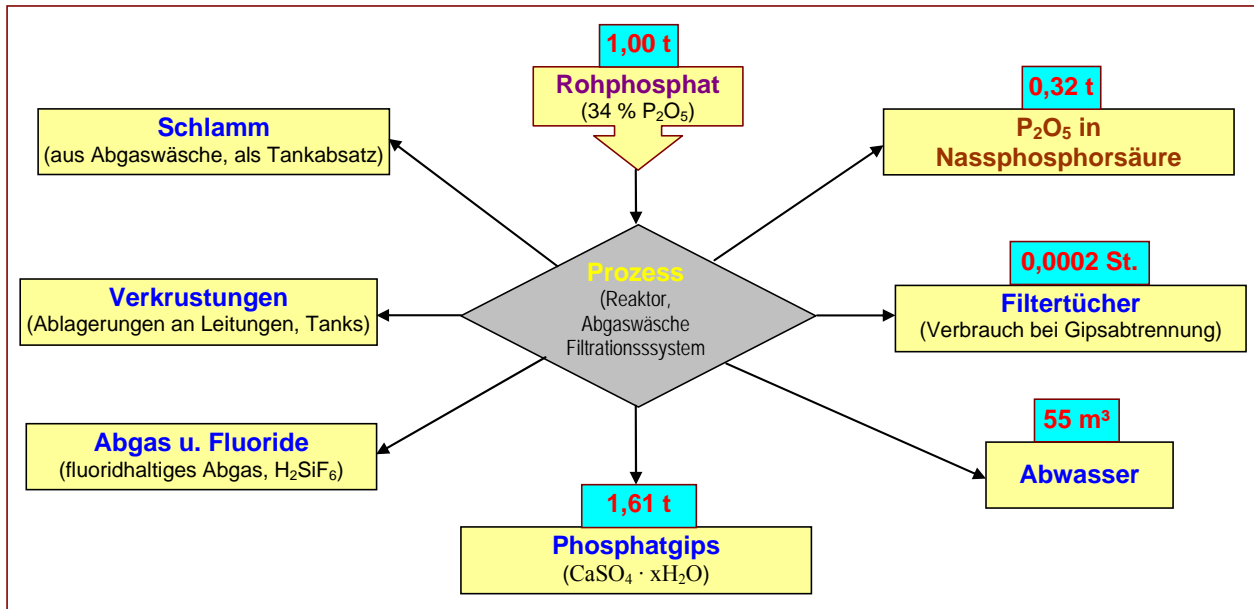 1,00 t
Rohphosphat
(34 % P₂O₅)
0,32 t
P₂O₅ in
Nassphosphorsäure
Schlamm
(aus Abgaswäsche, als Tankabsatz)
Prozess
(Reaktor,
Abgaswäsche
Filtrationsssystem
0,0002 St.
Filtertücher
(Verbrauch bei Gipsabtrennung)
Verkrustungen
(Ablagerungen an Leitungen, Tanks)
Abgas u. Fluoride
(fluoridhaltiges Abgas, H₂SiF₆)
55 m³
Abwasser
1,61 t
Phosphatgips
(CaSO₄ · xH₂O)